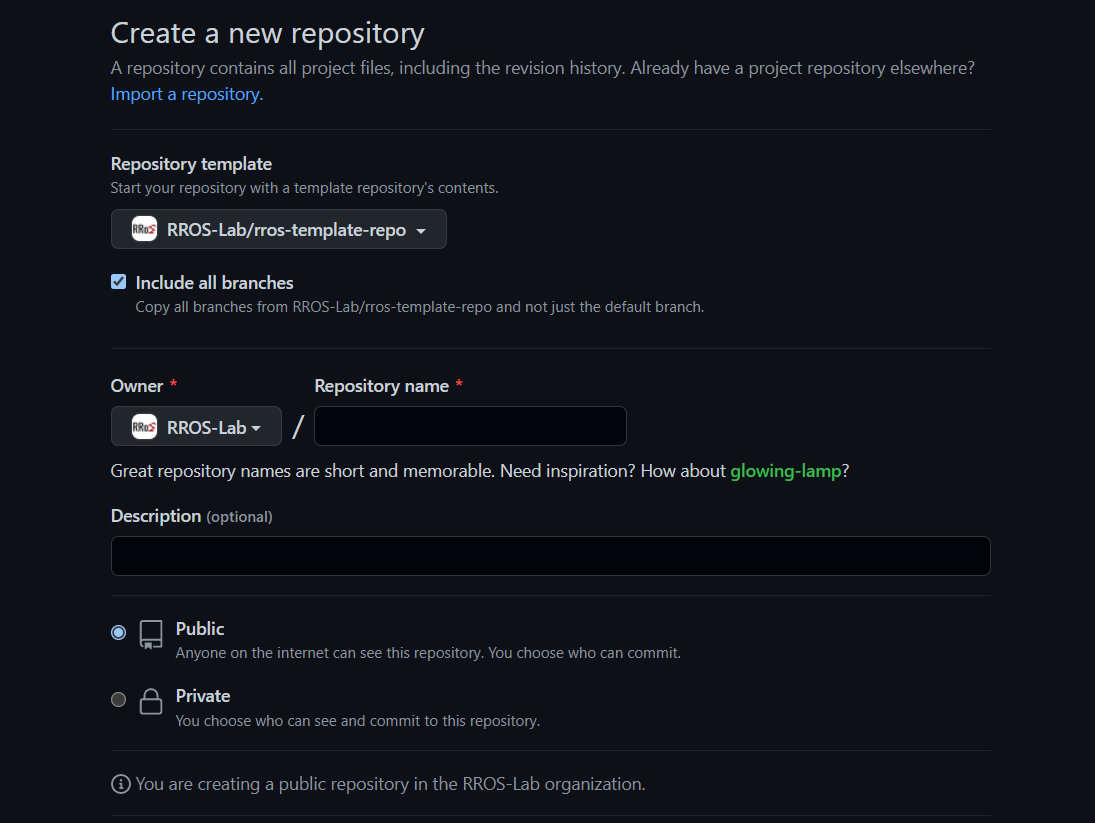 Create a new repository
A repository contains all project files, including the revision history. Already have a project repository elsewhere?
Import a repository.
Repository template
Start your repository with a template repository's contents.
RROS RROS-Lab/rros-template-repo
Include all branches
Copy all branches from RROS-Lab/rros-template-repo and not just the default branch.
Owner * Repository name *
RROS RROS-Lab /
Great repository names are short and memorable. Need inspiration? How about glowing-lamp?
Description (optional)
Public
Anyone on the internet can see this repository. You choose who can commit.
Private
You choose who can see and commit to this repository.
You are creating a public repository in the RROS-Lab organization.